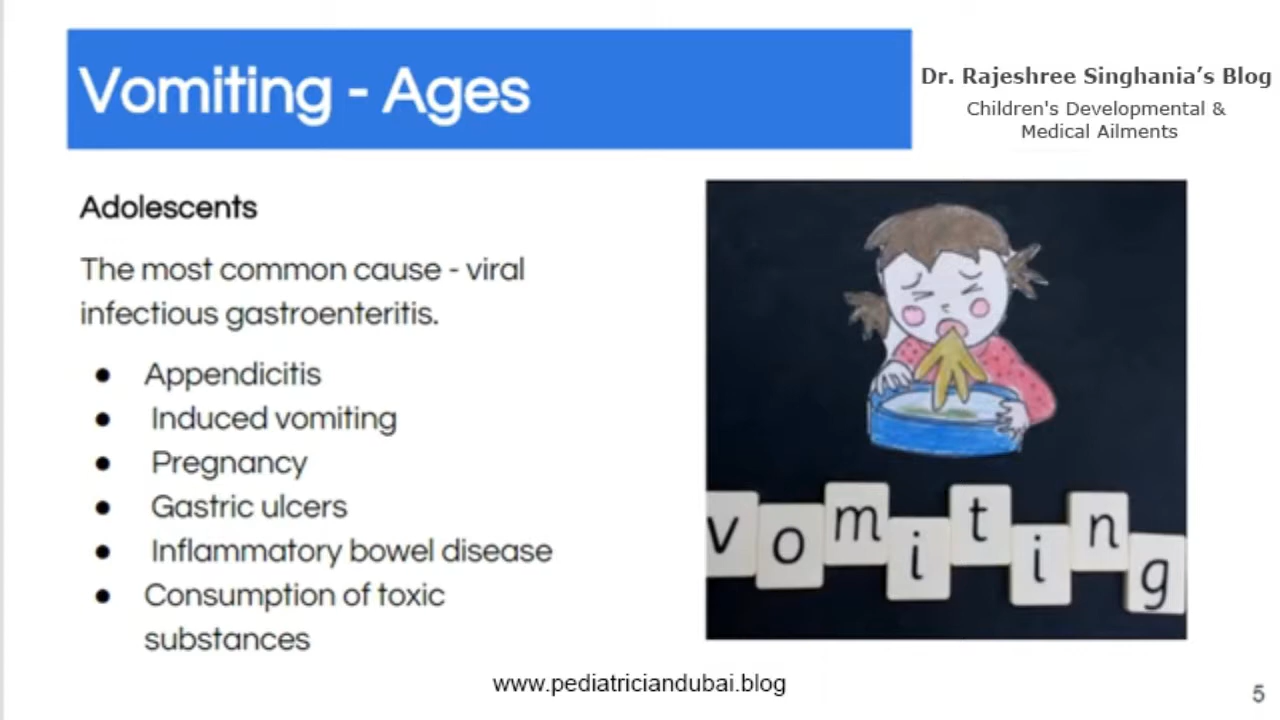 Vomiting - Ages
Dr. Rajeshree Singhania's Blog
Children's Developmental &
Medical Ailments
Adolescents
The most common cause - viral
infectious gastroenteritis.
● Appendicitis
● Induced vomiting
● Pregnancy
● Gastric ulcers
● Inflammatory bowel disease
● Consumption of toxic
substances
vomiting
www.pediatriciandubai.blog
5